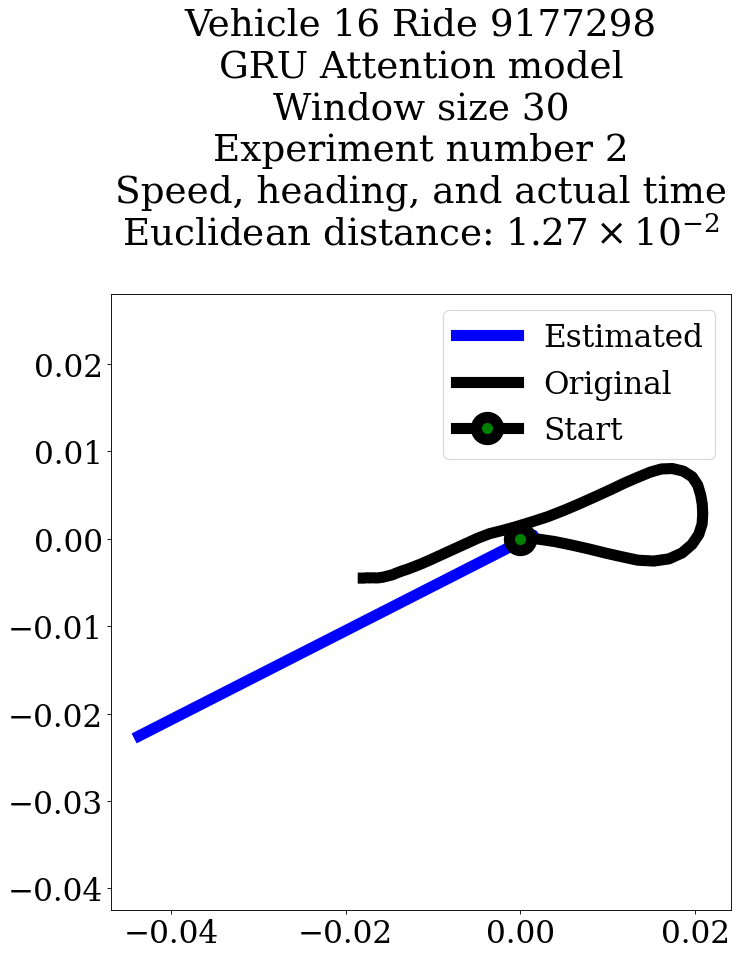 Vehicle 16 Ride 9177298
GRU Attention model
Window size 30
Experiment number 2
Speed, heading, and actual time
Euclidean distance: 1.27 × 10⁻²
Estimated
Original
Start
0.02
0.01
0.00
−0.01
−0.02
−0.03
−0.04
−0.04 −0.02 0.00 0.02